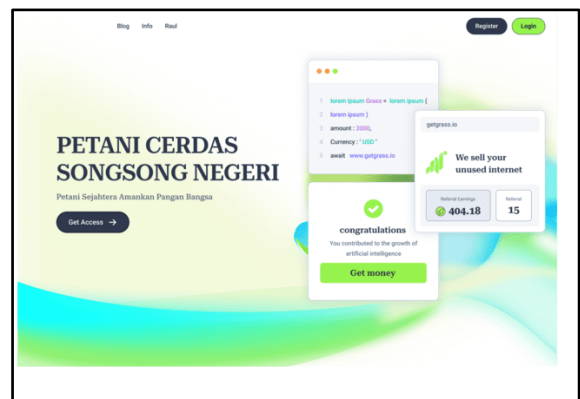 Blog Info Raul
Register Login
PETANI CERDAS
SONGSONG NEGERI
Petani Sejahtera Amankan Pangan Bangsa
Get Access →
1 lorem ipsum Grass = lorem ipsum (
2 lorem ipsum )
3 amount : 2000,
4 Currency : ' USD '
5 await www.getgrass.io
getgrass.io
We sell your
unused internet
Referral Earnings
404.18
Referral
15
congratulations
You contributed to the growth of
artificial intelligence
Get money